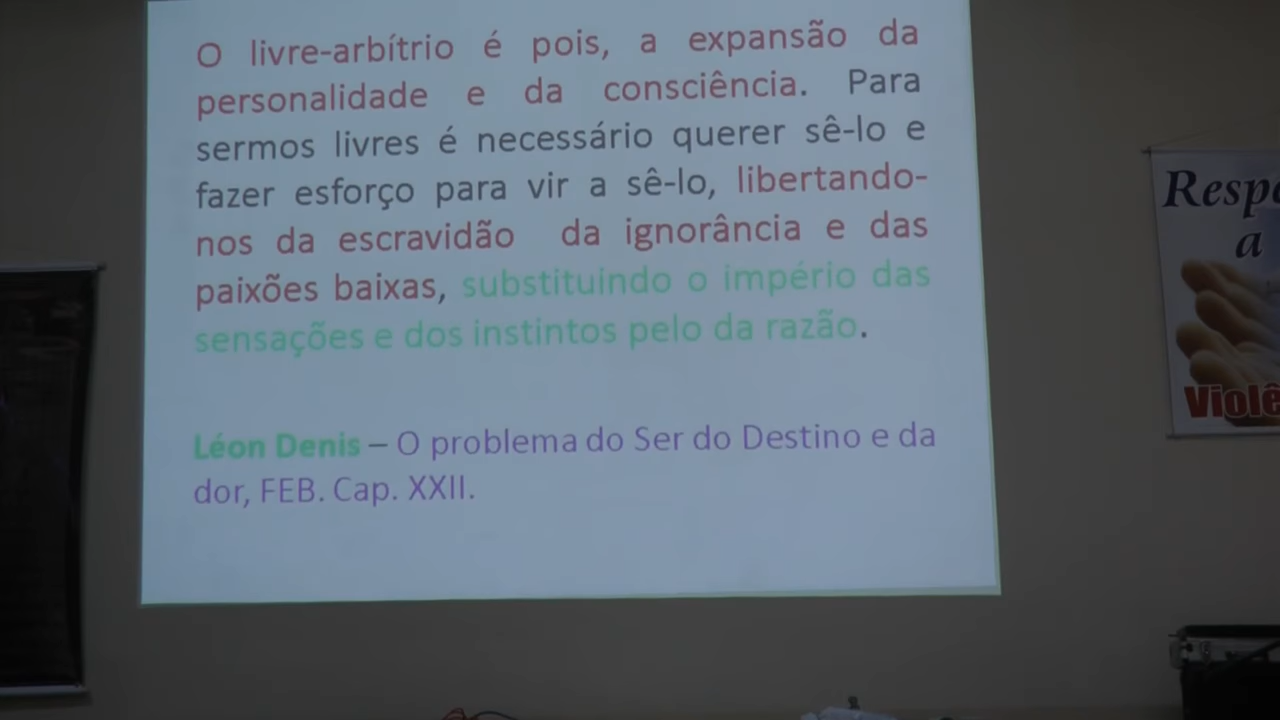 O livre-arbítrio é pois, a expansão da
personalidade e da consciência. Para
sermos livres é necessário querer sê-lo e
fazer esforço para vir a sê-lo, libertando-
nos da escravidão da ignorância e das
paixões baixas, substituindo o império das
sensações e dos instintos pelo da razão.
Léon Denis – O problema do Ser do Destino e da
dor, FEB. Cap. XXII.
a